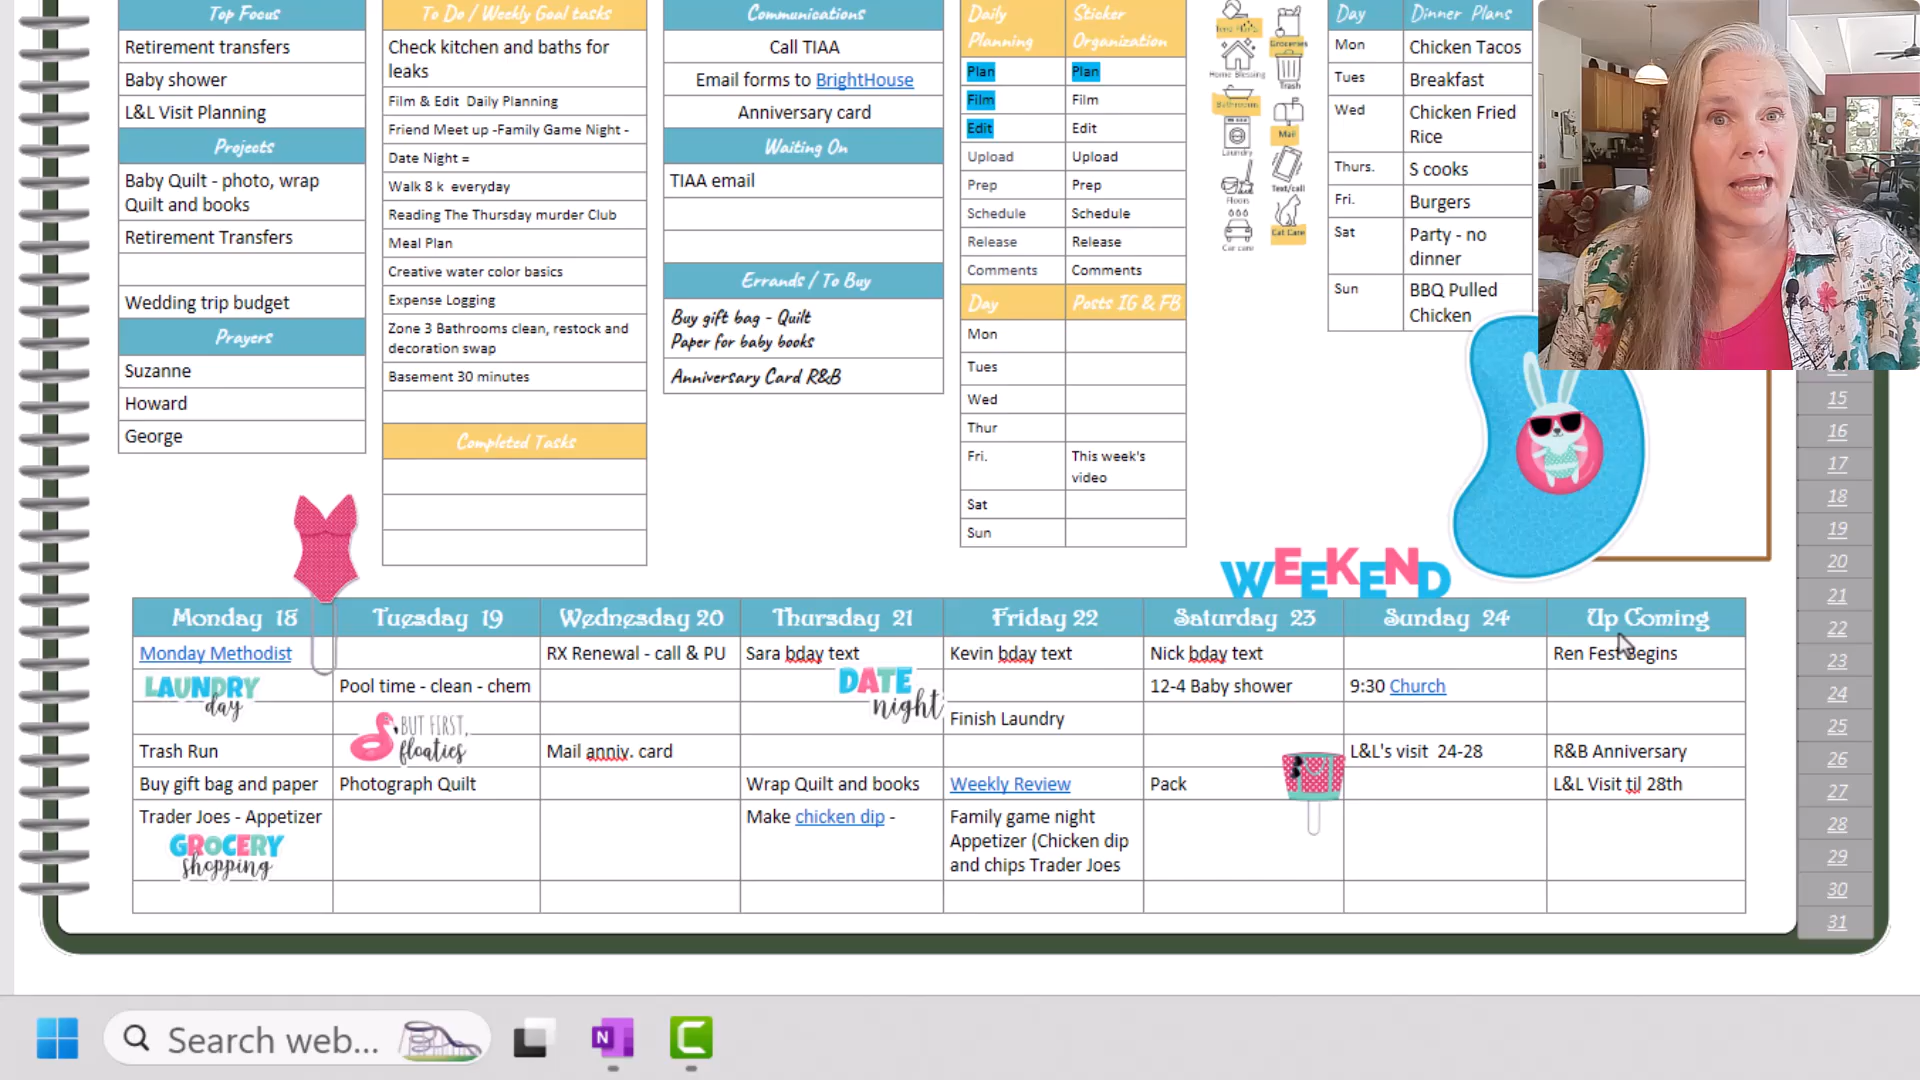 Top Focus
Retirement transfers
Baby shower
L&L Visit Planning
Projects
Baby Quilt - photo, wrap
Quilt and books
Retirement Transfers
Wedding trip budget
Prayers
Suzanne
Howard
George
To Do / Weekly Goal tasks
Check kitchen and baths for
leaks
Film & Edit  Daily Planning
Friend Meet up -Family Game Night -
Date Night =
Walk 8 k  everyday
Reading The Thursday murder Club
Meal Plan
Creative water color basics
Expense Logging
Zone 3 Bathrooms clean, restock and
decoration swap
Basement 30 minutes
Completed Tasks
Communications
Call TIAA
Email forms to BrightHouse
Anniversary card
Waiting On
TIAA email
Errands / To Buy
Buy gift bag - Quilt
Paper for baby books
Anniversary Card R&B
Daily
Planning
Sticker
Organization
Plan
Plan
Film
Film
Edit
Edit
Upload
Upload
Prep
Prep
Schedule
Schedule
Release
Release
Comments
Comments
Day
Posts IG & FB
Mon
Tues
Wed
Thur
Fri.
This week's
video
Sat
Sun
Groceries
Home Blessing
Trash
Bathrooms
Mail
Laundry
Text/call
Floors
Cat Care
Car care
Day
Dinner Plans
Mon
Chicken Tacos
Tues
Breakfast
Wed
Chicken Fried
Rice
Thurs.
S cooks
Fri.
Burgers
Sat
Party - no
dinner
Sun
BBQ Pulled
Chicken
15
16
17
18
19
20
21
22
23
24
25
26
27
28
29
30
31
WEEKEND
Monday 18
Tuesday 19
Wednesday 20
Thursday 21
Friday 22
Saturday 23
Sunday 24
Up Coming
Monday Methodist
RX Renewal - call & PU
Sara bday text
Kevin bday text
Nick bday text
Ren Fest Begins
LAUNDRY
day
Pool time - clean - chem
DATE
night
12-4 Baby shower
9:30 Church
BUT FIRST,
floaties
Finish Laundry
Trash Run
Mail anniv. card
L&L's visit  24-28
R&B Anniversary
Buy gift bag and paper
Photograph Quilt
Wrap Quilt and books
Weekly Review
Pack
L&L Visit til 28th
Trader Joes - Appetizer
GROCERY
shopping
Make chicken dip -
Family game night
Appetizer (Chicken dip
and chips Trader Joes
Search web...
N
C